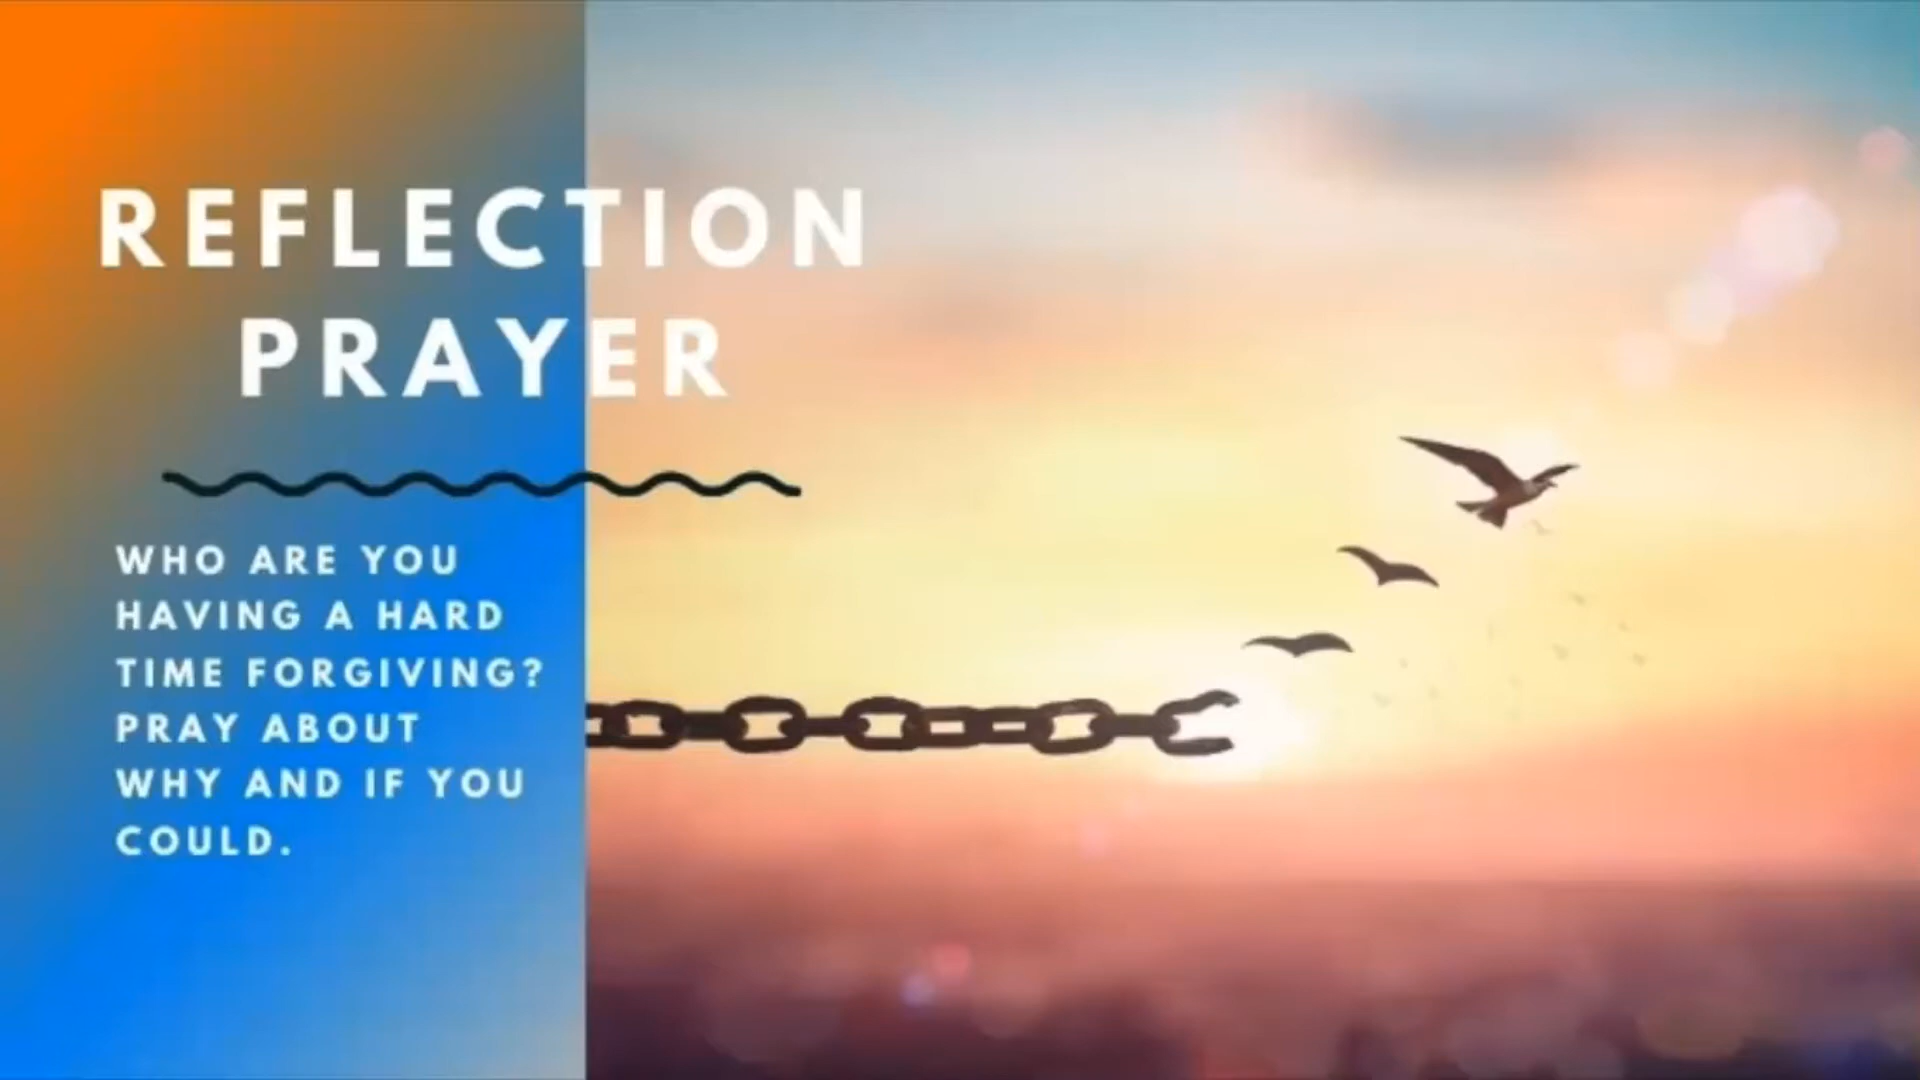 REFLECTION
PRAYER
WHO ARE YOU
HAVING A HARD
TIME FORGIVING?
PRAY ABOUT
WHY AND IF YOU
COULD.